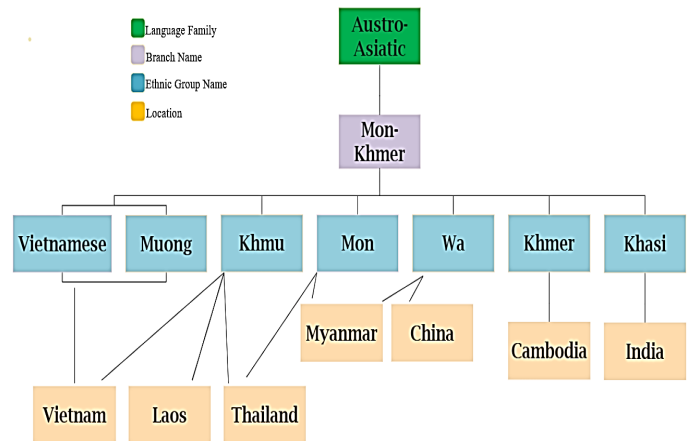 Language Family
Branch Name
Ethnic Group Name
Location
Austro-
Asiatic
Mon-
Khmer
Vietnamese
Muong
Khmu
Mon
Wa
Khmer
Khasi
Myanmar
China
Cambodia
India
Vietnam
Laos
Thailand